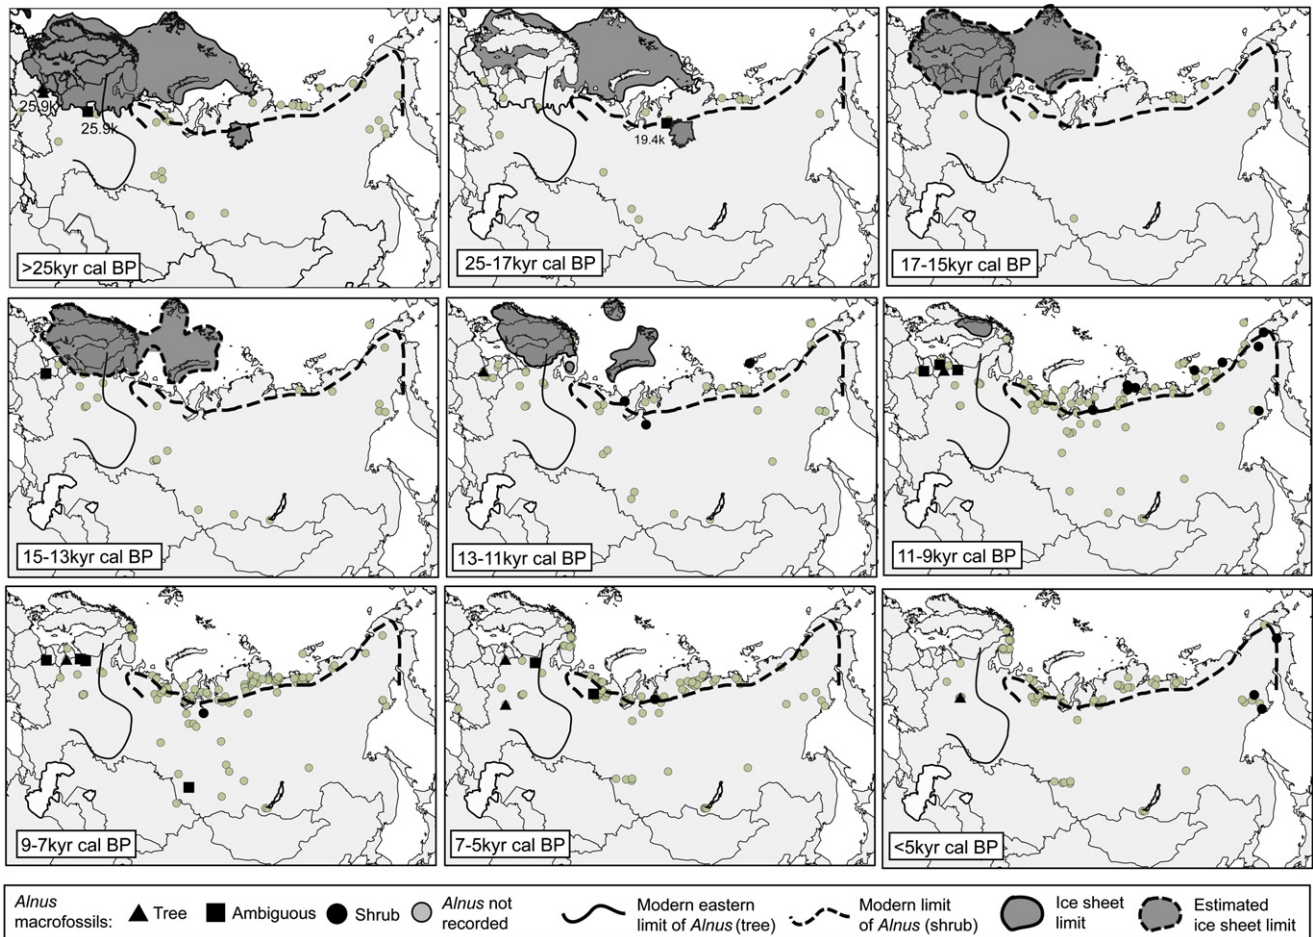 25.9k
25.9k
>25kyr cal BP
19.4k
25-17kyr cal BP
17-15kyr cal BP
15-13kyr cal BP
13-11kyr cal BP
11-9kyr cal BP
9-7kyr cal BP
7-5kyr cal BP
<5kyr cal BP
Alnus
macrofossils:
Tree
Ambiguous
Shrub
Alnus not
recorded
Modern eastern
limit of Alnus (tree)
Modern limit
of Alnus (shrub)
Ice sheet
limit
Estimated
ice sheet limit